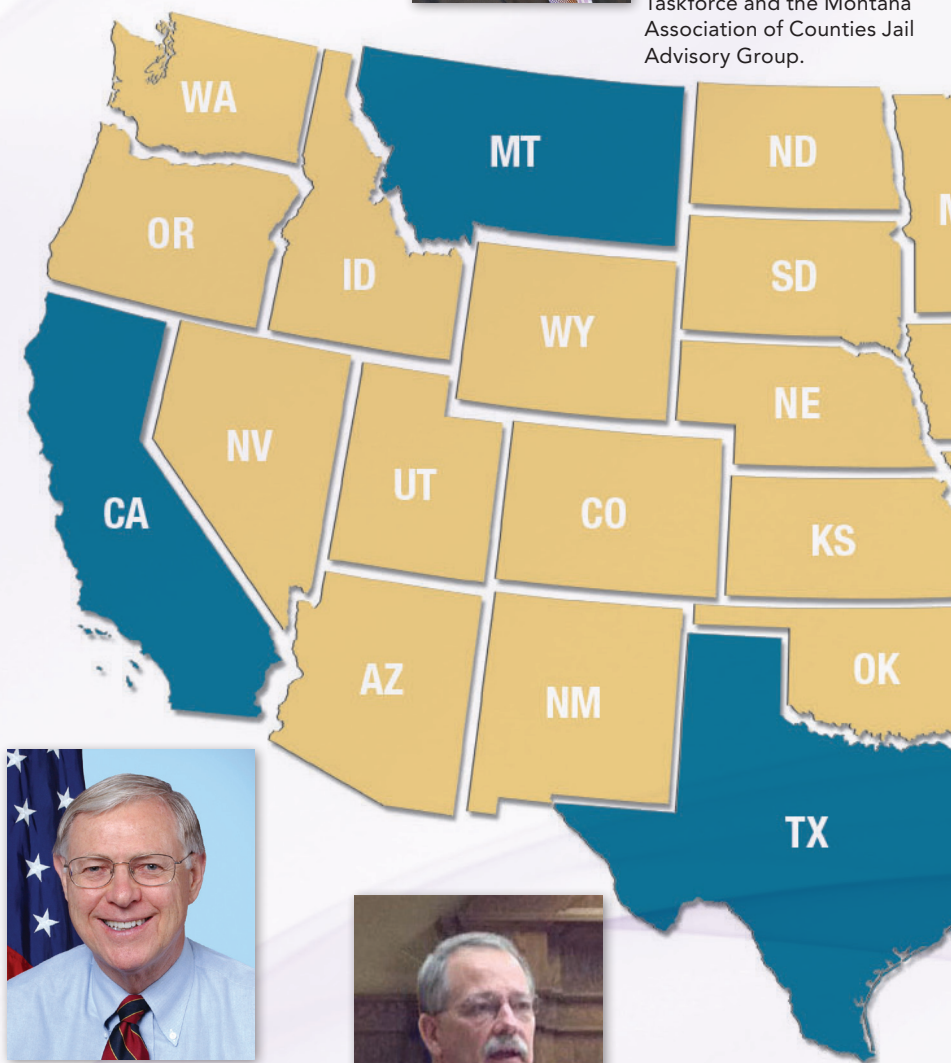 Taskforce and the Montana
Association of Counties Jail
Advisory Group.
WA
MT
ND
OR
ID
SD
WY
NE
NV
UT
CO
CA
KS
AZ
NM
OK
TX